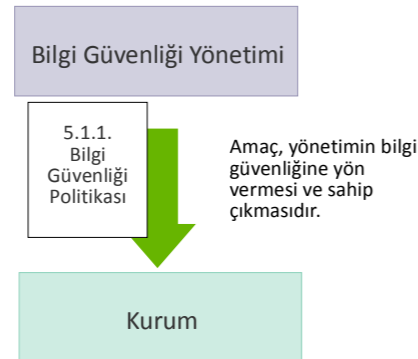 Bilgi Güvenliği Yönetimi
5.1.1.
Bilgi
Güvenliği
Politikası
Amaç, yönetimin bilgi
güvenliğine yön
vermesi ve sahip
çıkmasıdır.
Kurum